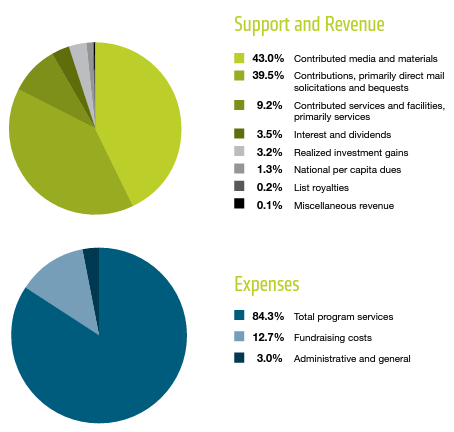 Support and Revenue
43.0% Contributed media and materials
39.5% Contributions, primarily direct mail
solicitations and bequests
9.2% Contributed services and facilities,
primarily services
3.5% Interest and dividends
3.2% Realized investment gains
1.3% National per capita dues
0.2% List royalties
0.1% Miscellaneous revenue
Expenses
84.3% Total program services
12.7% Fundraising costs
3.0% Administrative and general